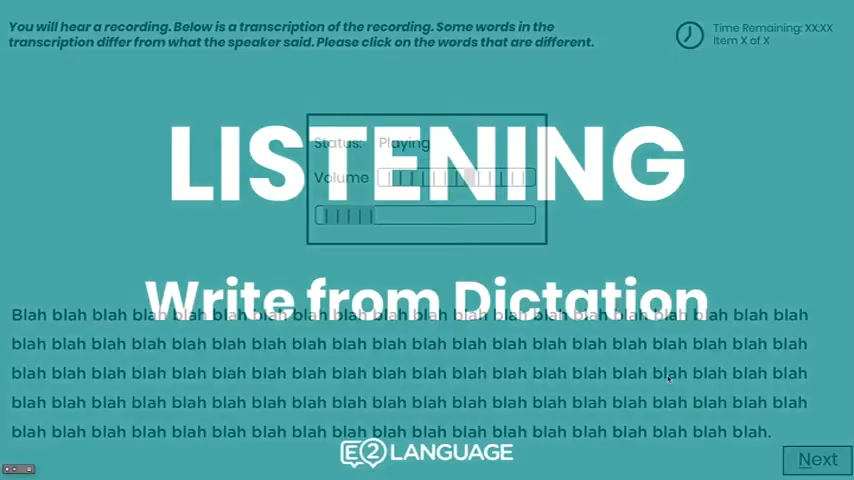 You will hear a recording. Below is a transcription of the recording. Some words in the
transcription differ from what the speaker said. Please click on the words that are different.
Time Remaining: XX:XX
Item X of X
LISTENING
Status: Playing
Volume
Write from Dictation
Blah blah blah blah blah blah blah blah blah blah blah blah blah blah blah blah blah blah blah blah
blah blah blah blah blah blah blah blah blah blah blah blah blah blah blah blah blah blah blah blah
blah blah blah blah blah blah blah blah blah blah blah blah blah blah blah blah blah blah blah blah
blah blah blah blah blah blah blah blah blah blah blah blah blah blah blah blah blah blah blah blah
blah blah blah blah blah blah blah blah blah blah blah blah blah blah blah blah blah blah blah.
E2 LANGUAGE
Next